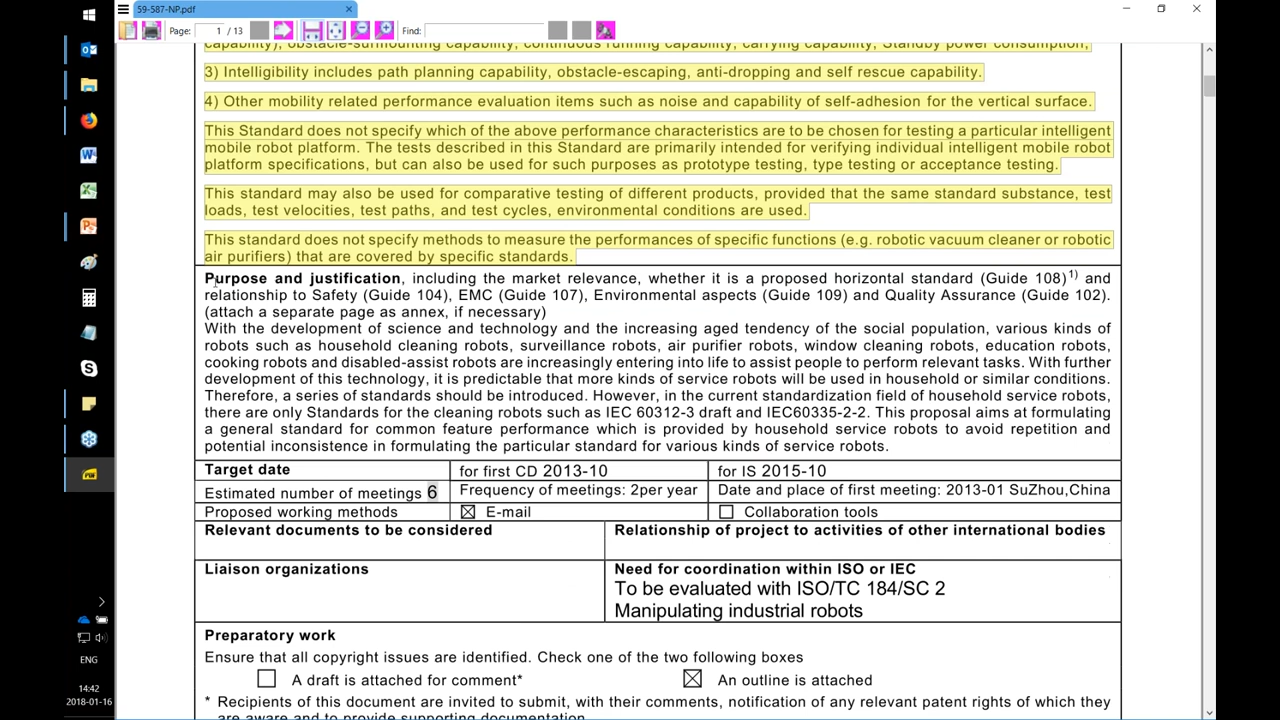 59-587-NP.pdf
Page: 1 / 13
Find:
capability), obstacle-surmounting capability, continuous running capability, carrying capability, Standby power consumption;
3) Intelligibility includes path planning capability, obstacle-escaping, anti-dropping and self rescue capability.
4) Other mobility related performance evaluation items such as noise and capability of self-adhesion for the vertical surface.
This Standard does not specify which of the above performance characteristics are to be chosen for testing a particular intelligent
mobile robot platform. The tests described in this Standard are primarily intended for verifying individual intelligent mobile robot
platform specifications, but can also be used for such purposes as prototype testing, type testing or acceptance testing.
This standard may also be used for comparative testing of different products, provided that the same standard substance, test
loads, test velocities, test paths, and test cycles, environmental conditions are used.
This standard does not specify methods to measure the performances of specific functions (e.g. robotic vacuum cleaner or robotic
air purifiers) that are covered by specific standards.
Purpose and justification, including the market relevance, whether it is a proposed horizontal standard (Guide 108)1) and
relationship to Safety (Guide 104), EMC (Guide 107), Environmental aspects (Guide 109) and Quality Assurance (Guide 102).
(attach a separate page as annex, if necessary)
With the development of science and technology and the increasing aged tendency of the social population, various kinds of
robots such as household cleaning robots, surveillance robots, air purifier robots, window cleaning robots, education robots,
cooking robots and disabled-assist robots are increasingly entering into life to assist people to perform relevant tasks. With further
development of this technology, it is predictable that more kinds of service robots will be used in household or similar conditions.
Therefore, a series of standards should be introduced. However, in the current standardization field of household service robots,
there are only Standards for the cleaning robots such as IEC 60312-3 draft and IEC60335-2-2. This proposal aims at formulating
a general standard for common feature performance which is provided by household service robots to avoid repetition and
potential inconsistence in formulating the particular standard for various kinds of service robots.
Target date for first CD 2013-10 for IS 2015-10
Estimated number of meetings 6 Frequency of meetings: 2per year Date and place of first meeting: 2013-01 SuZhou,China
Proposed working methods E-mail Collaboration tools
Relevant documents to be considered Relationship of project to activities of other international bodies
Liaison organizations Need for coordination within ISO or IEC
To be evaluated with ISO/TC 184/SC 2
Manipulating industrial robots
Preparatory work
Ensure that all copyright issues are identified. Check one of the two following boxes
A draft is attached for comment* An outline is attached
* Recipients of this document are invited to submit, with their comments, notification of any relevant patent rights of which they
are aware and to provide supporting documentation
ENG
14:42
2018-01-16